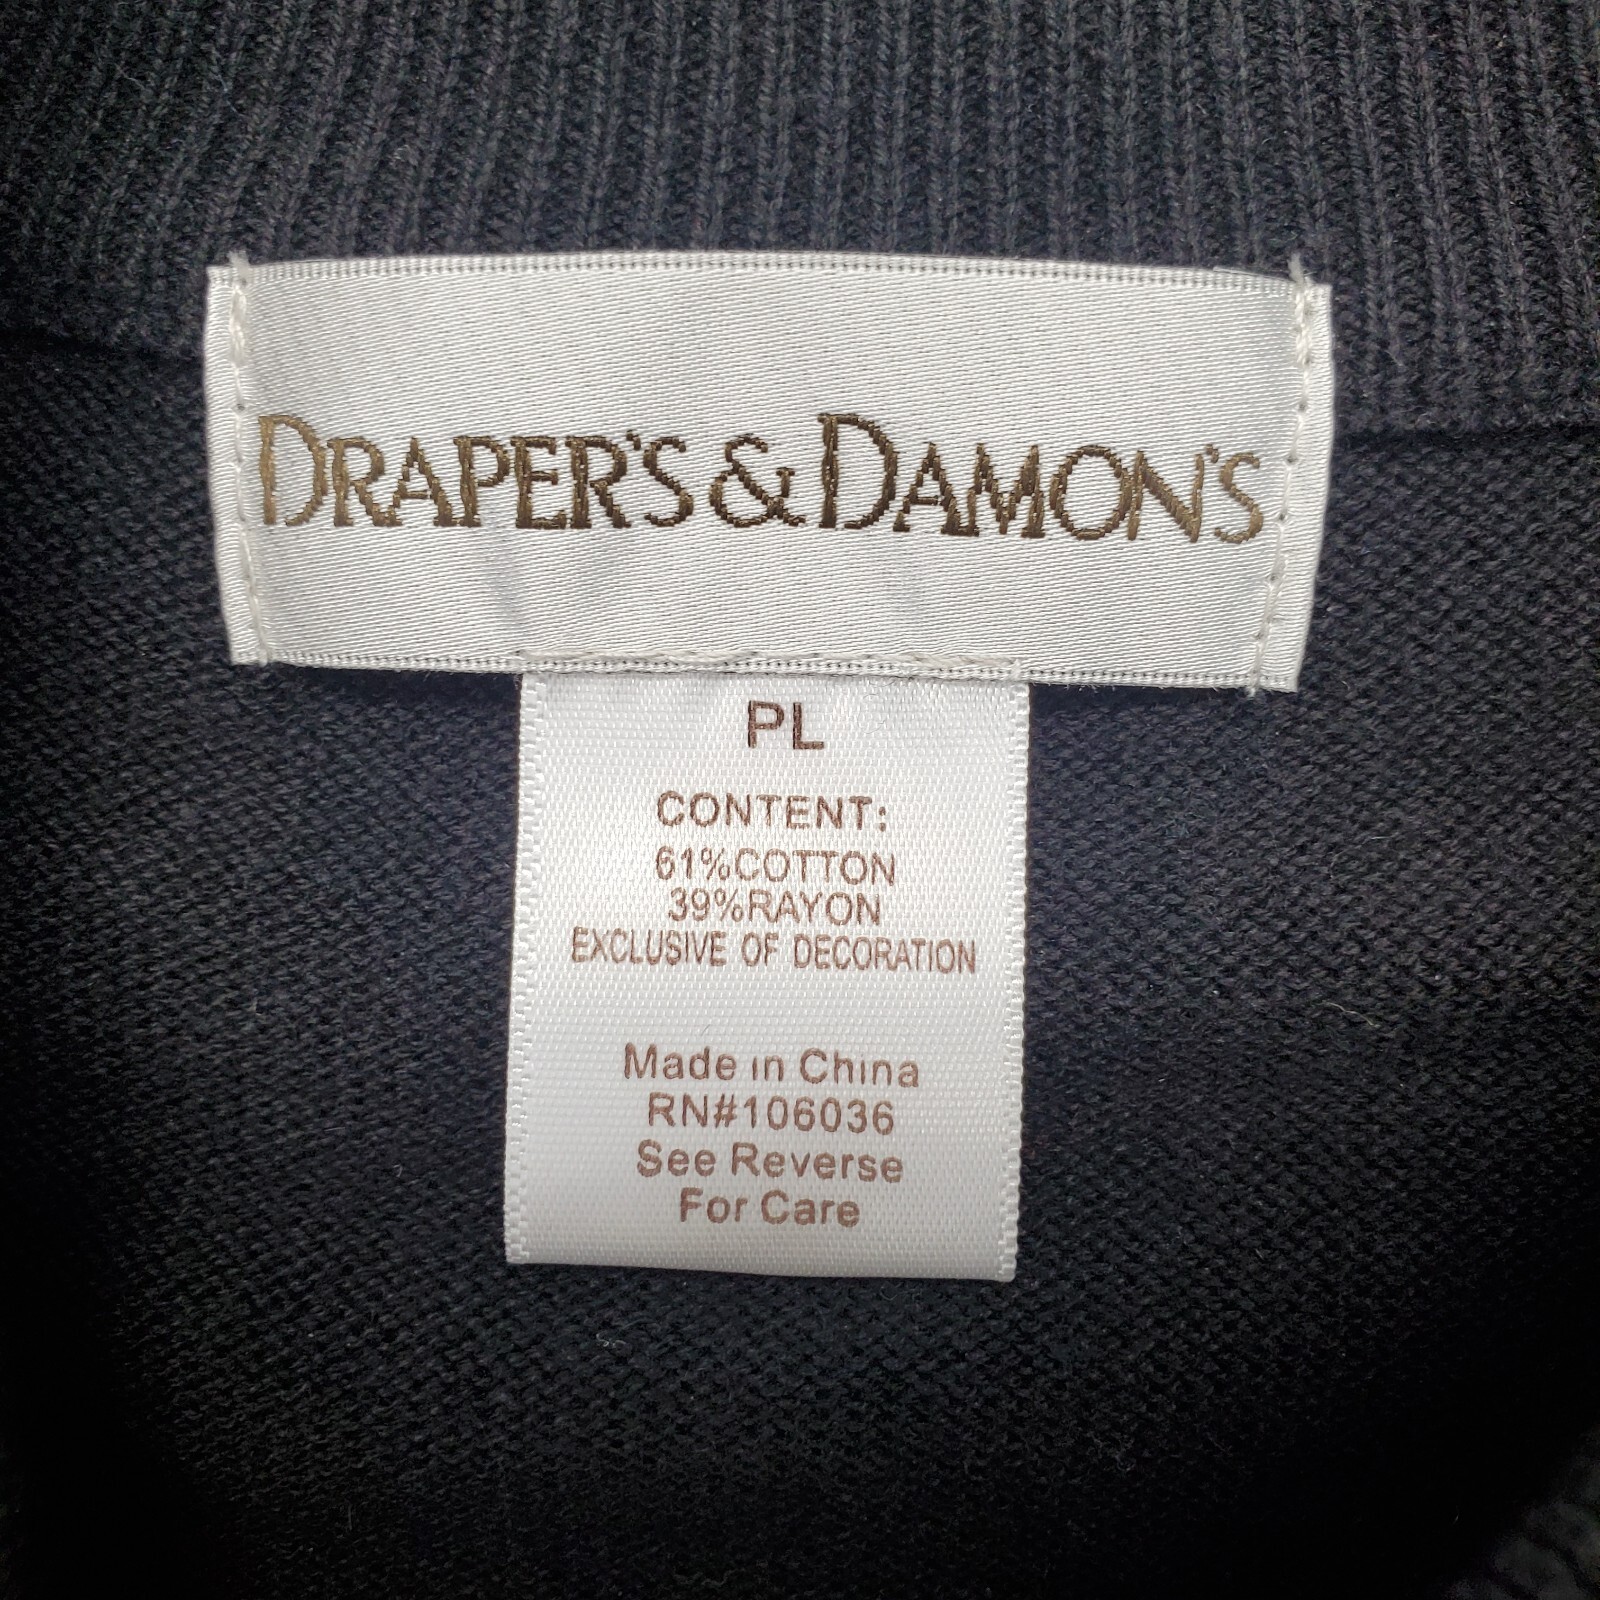 DRAPER'S & DAMON'S
PL
CONTENT:
61%COTTON
39%RAYON
EXCLUSIVE OF DECORATION
Made in China
RN#106036
See Reverse
For Care